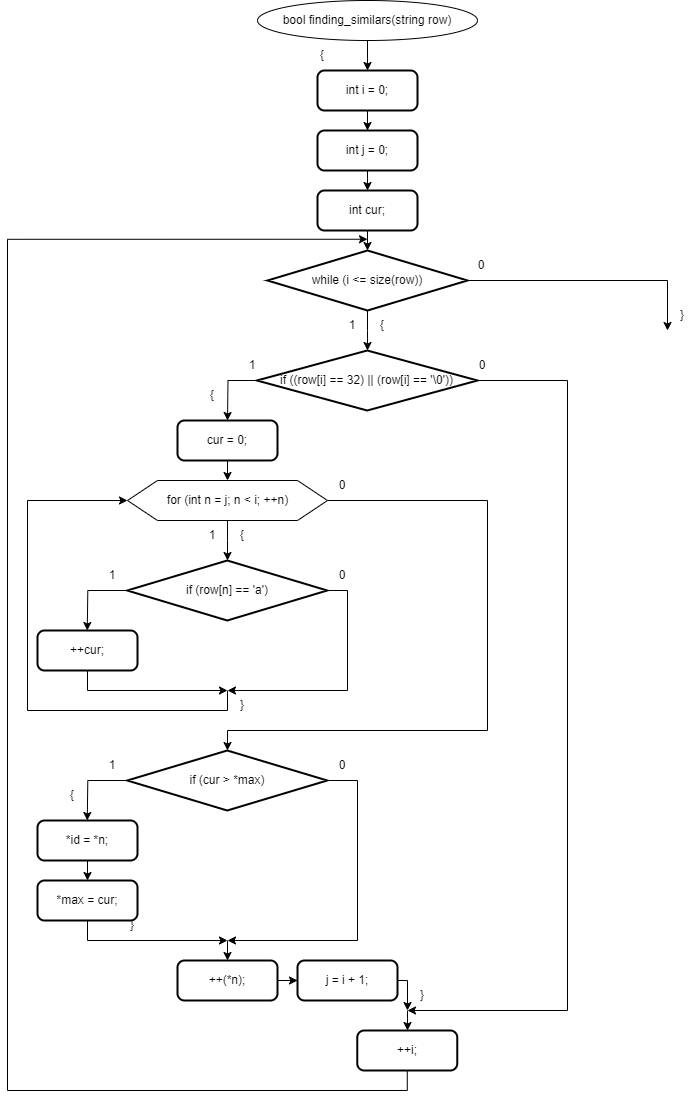 bool finding_similars(string row)
{
int i = 0;
int j = 0;
int cur;
while (i <= size(row))
0
}
1 {
if ((row[i] == 32) || (row[i] == '\0'))
1
0
{
cur = 0;
for (int n = j; n < i; ++n)
0
1 {
if (row[n] == 'a')
1
0
++cur;
}
if (cur > *max)
1
0
{
*id = *n;
*max = cur;
}
++(*n);
j = i + 1;
}
++i;